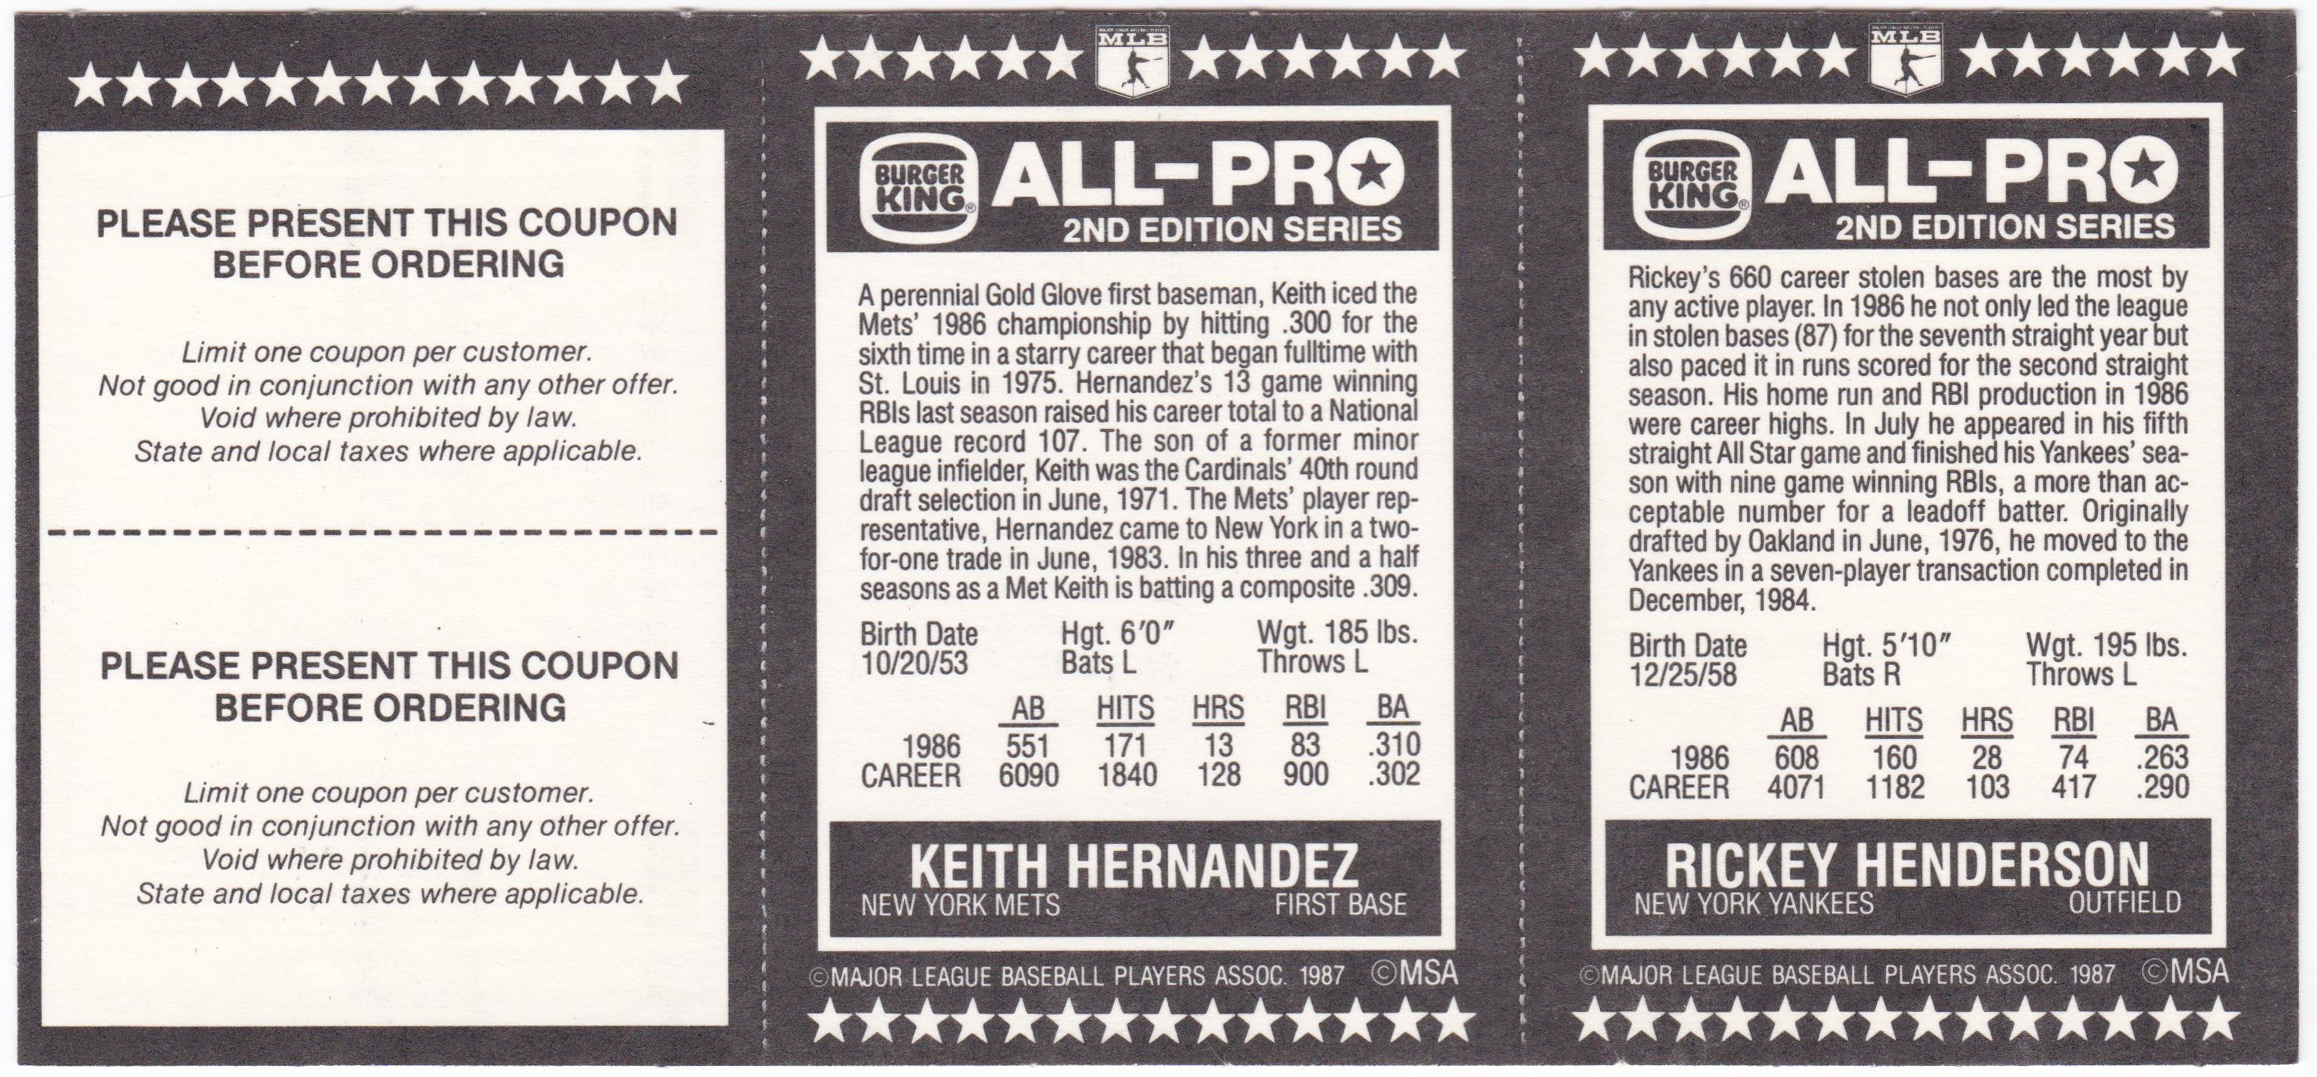 PLEASE PRESENT THIS COUPON
BEFORE ORDERING
Limit one coupon per customer.
Not good in conjunction with any other offer.
Void where prohibited by law.
State and local taxes where applicable.
PLEASE PRESENT THIS COUPON
BEFORE ORDERING
Limit one coupon per customer.
Not good in conjunction with any other offer.
Void where prohibited by law.
State and local taxes where applicable.
MLB
BURGER
KING®
ALL-PRO
2ND EDITION SERIES
A perennial Gold Glove first baseman, Keith iced the
Mets' 1986 championship by hitting .300 for the
sixth time in a starry career that began fulltime with
St. Louis in 1975. Hernandez's 13 game winning
RBIs last season raised his career total to a National
League record 107. The son of a former minor
league infielder, Keith was the Cardinals' 40th round
draft selection in June, 1971. The Mets' player rep-
resentative, Hernandez came to New York in a two-
for-one trade in June, 1983. In his three and a half
seasons as a Met Keith is batting a composite .309.
Birth Date Hgt. 6'0" Wgt. 185 lbs.
10/20/53 Bats L Throws L
AB HITS HRS RBI BA
1986 551 171 13 83 .310
CAREER 6090 1840 128 900 .302
KEITH HERNANDEZ
NEW YORK METS FIRST BASE
©MAJOR LEAGUE BASEBALL PLAYERS ASSOC. 1987 ©MSA
MLB
BURGER
KING®
ALL-PRO
2ND EDITION SERIES
Rickey's 660 career stolen bases are the most by
any active player. In 1986 he not only led the league
in stolen bases (87) for the seventh straight year but
also paced it in runs scored for the second straight
season. His home run and RBI production in 1986
were career highs. In July he appeared in his fifth
straight All Star game and finished his Yankees' sea-
son with nine game winning RBIs, a more than ac-
ceptable number for a leadoff batter. Originally
drafted by Oakland in June, 1976, he moved to the
Yankees in a seven-player transaction completed in
December, 1984.
Birth Date Hgt. 5'10" Wgt. 195 lbs.
12/25/58 Bats R Throws L
AB HITS HRS RBI BA
1986 608 160 28 74 .263
CAREER 4071 1182 103 417 .290
RICKEY HENDERSON
NEW YORK YANKEES OUTFIELD
©MAJOR LEAGUE BASEBALL PLAYERS ASSOC. 1987 ©MSA